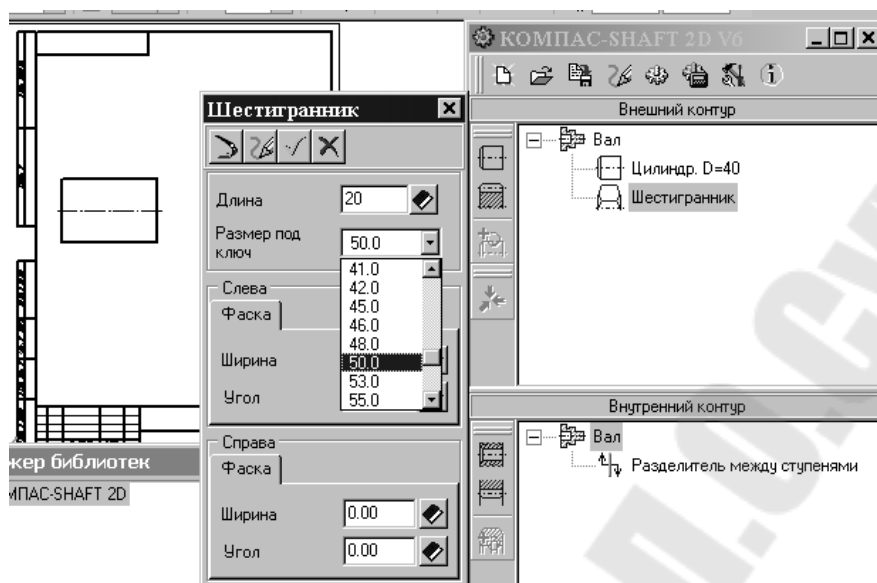 КОМПАС-SHAFT 2D V6
Внешний контур
Вал
Цилиндр. D=40
Шестигранник
Шестигранник
Длина
20
Размер под
ключ
50.0
41.0
42.0
45.0
46.0
48.0
50.0
53.0
55.0
Слева
Фаска
Ширина
Угол
Справа
Фаска
Ширина
0.00
Угол
0.00
Внутренний контур
Вал
Разделитель между ступенями
жер библиотек
МПАС-SHAFT 2D